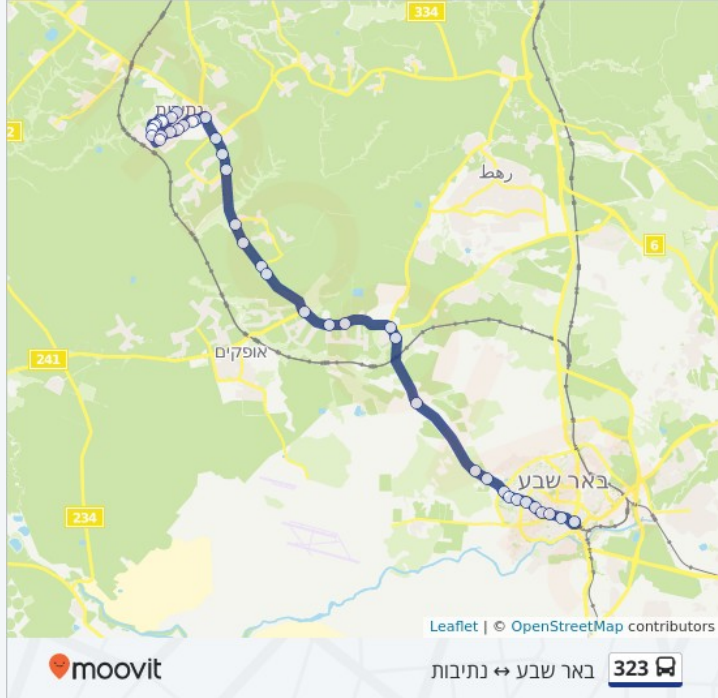 334
נתיבות
2
רהט
6
241
אופקים
באר שבע
234
Leaflet | © OpenStreetMap contributors
moovit
323 באר שבע ↔ נתיבות